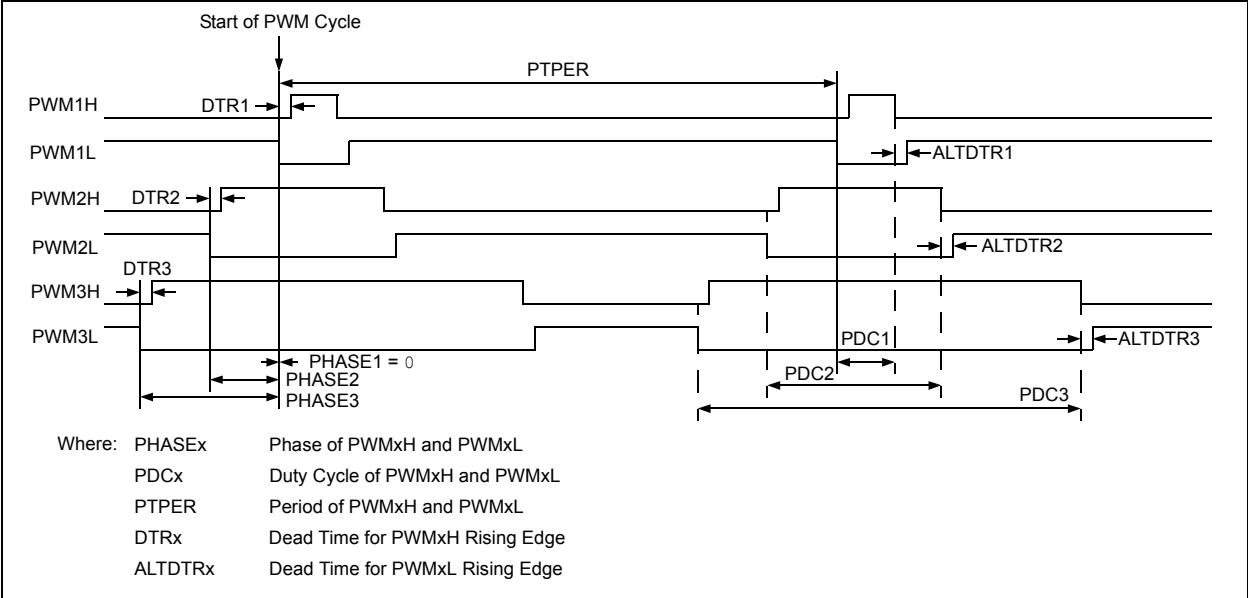 Start of PWM Cycle
PTPER
PWM1H
DTR1
PWM1L
ALTDTR1
PWM2H
DTR2
PWM2L
ALTDTR2
DTR3
PWM3H
PWM3L
PDC1
ALTDTR3
PHASE1 = 0
PHASE2
PDC2
PHASE3
PDC3
Where: PHASEx Phase of PWMxH and PWMxL
PDCx Duty Cycle of PWMxH and PWMxL
PTPER Period of PWMxH and PWMxL
DTRx Dead Time for PWMxH Rising Edge
ALTDTRx Dead Time for PWMxL Rising Edge